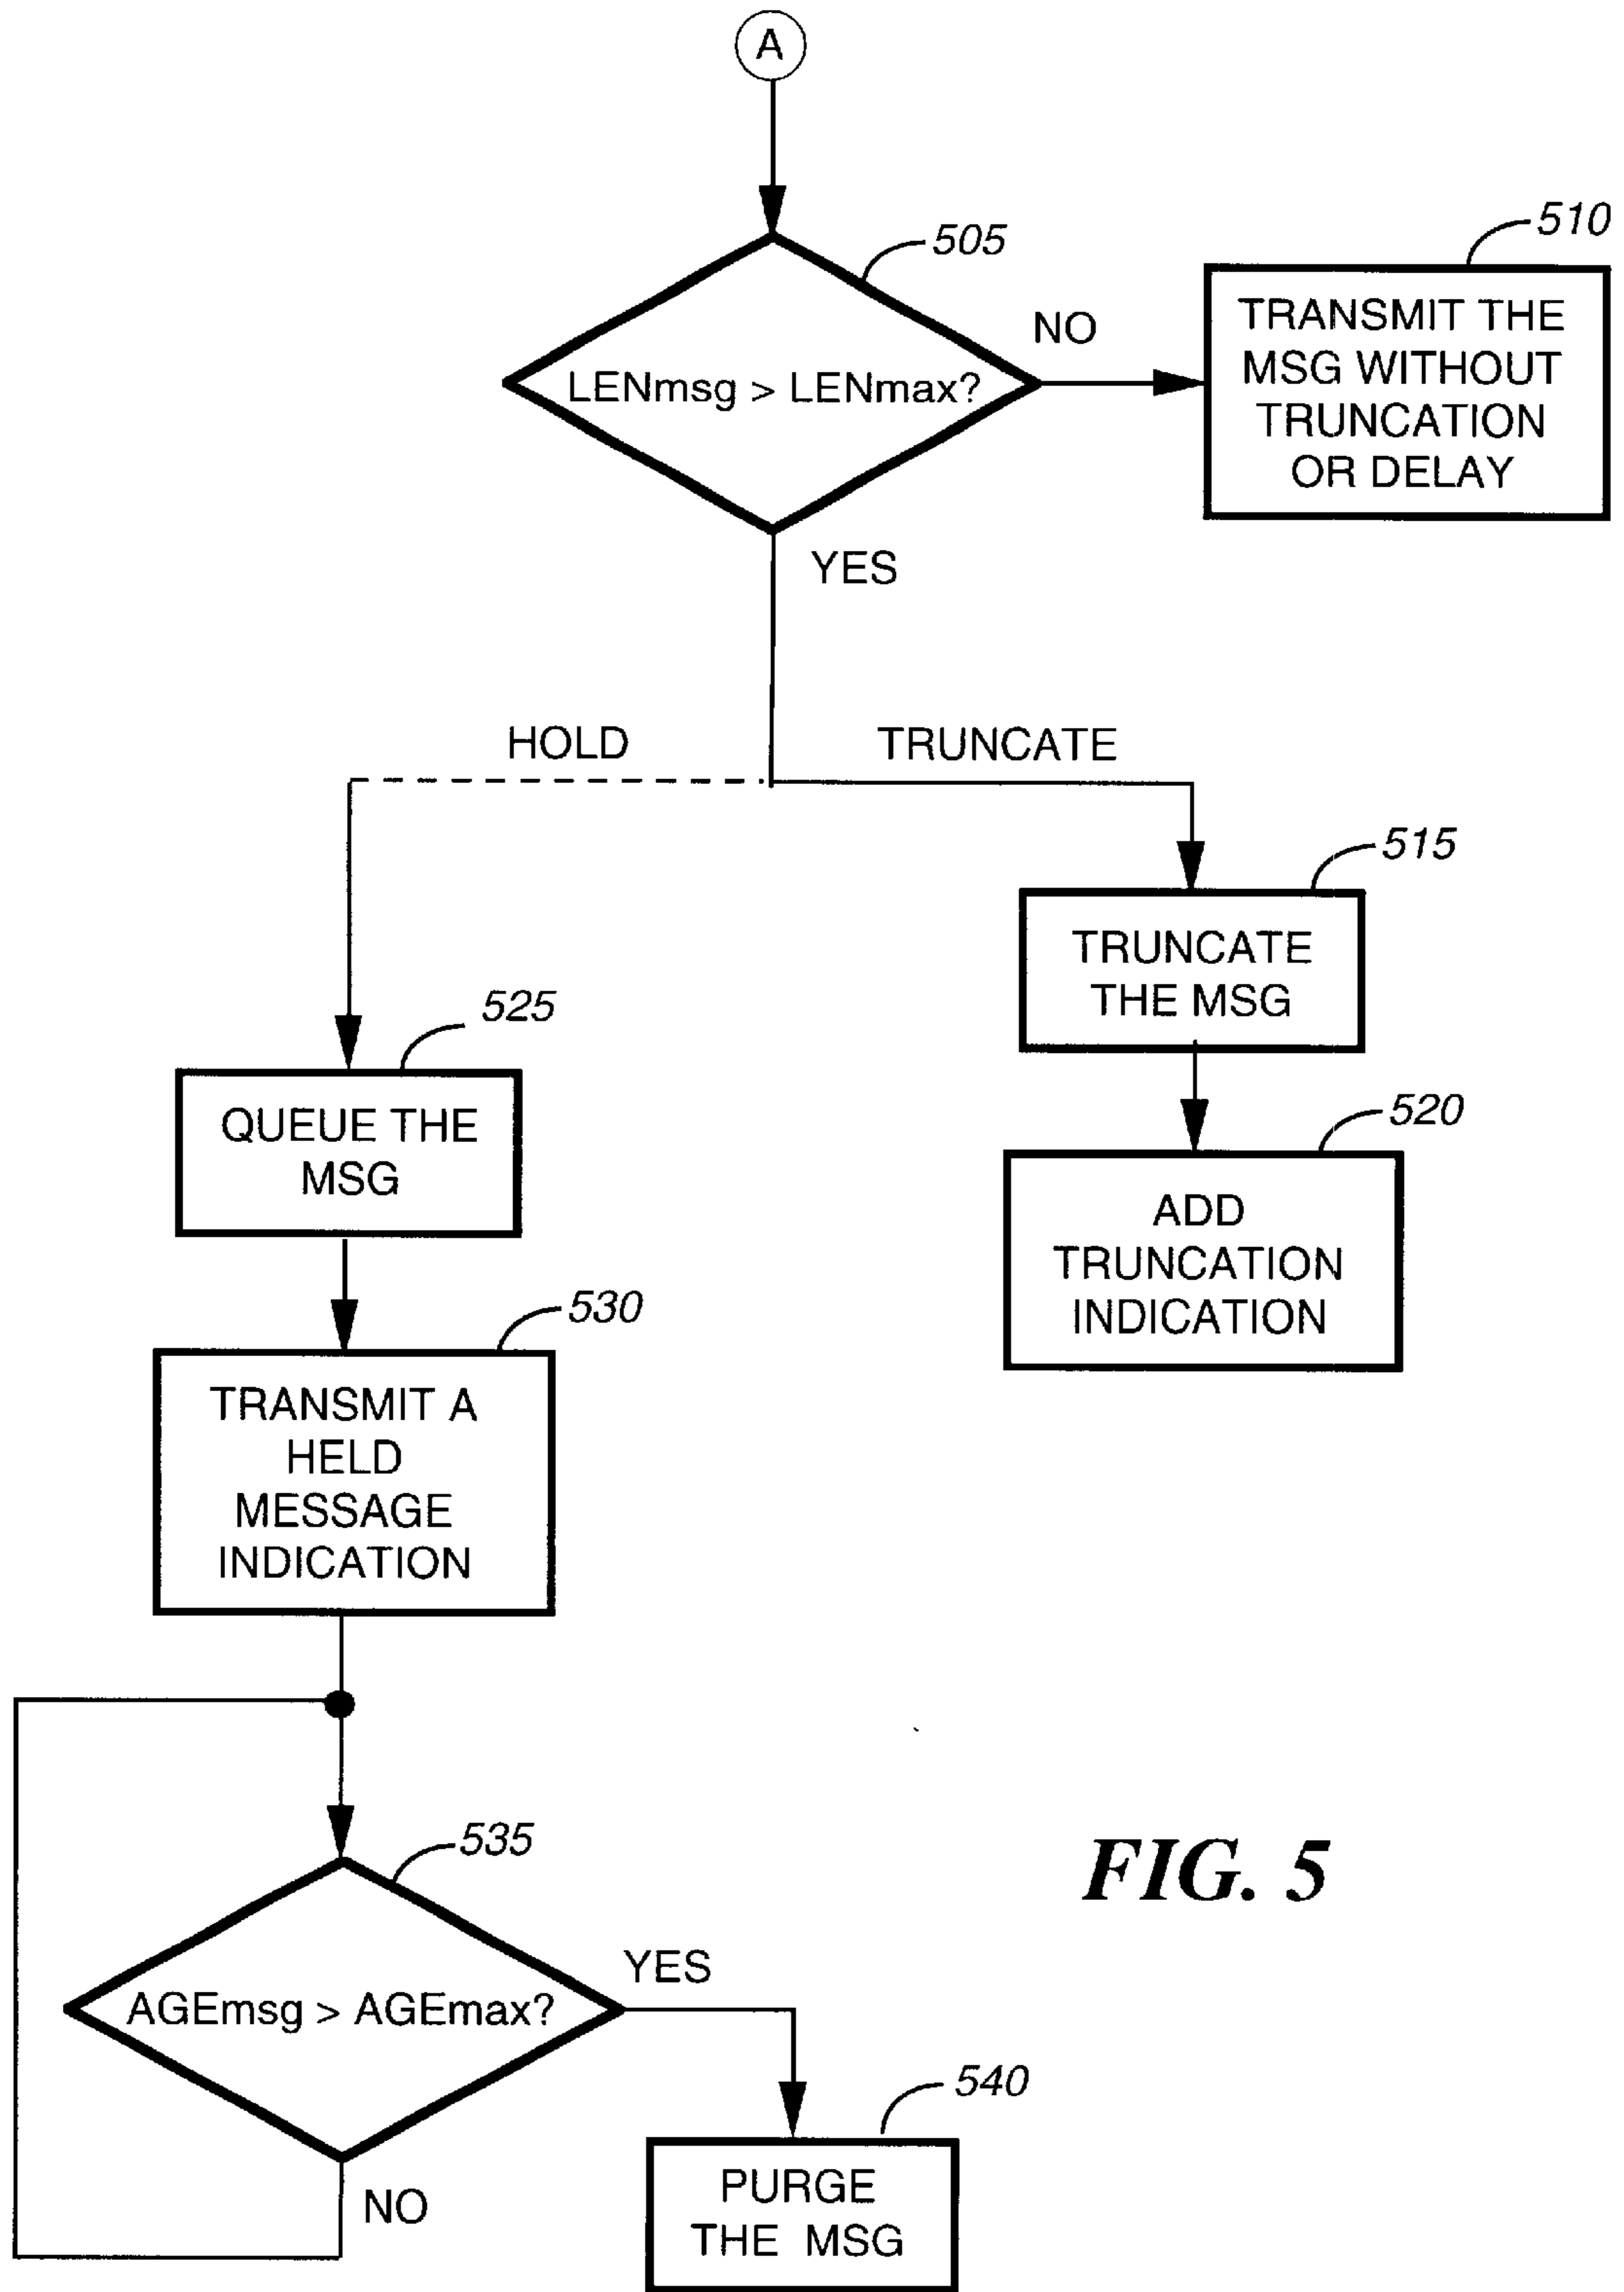 A
505
510
LENmsg > LENmax?
NO
TRANSMIT THE
MSG WITHOUT
TRUNCATION
OR DELAY
YES
HOLD
TRUNCATE
515
TRUNCATE
THE MSG
525
QUEUE THE
MSG
520
ADD
TRUNCATION
INDICATION
530
TRANSMIT A
HELD
MESSAGE
INDICATION
535
AGEmsg > AGEmax?
YES
NO
540
PURGE
THE MSG
FIG. 5